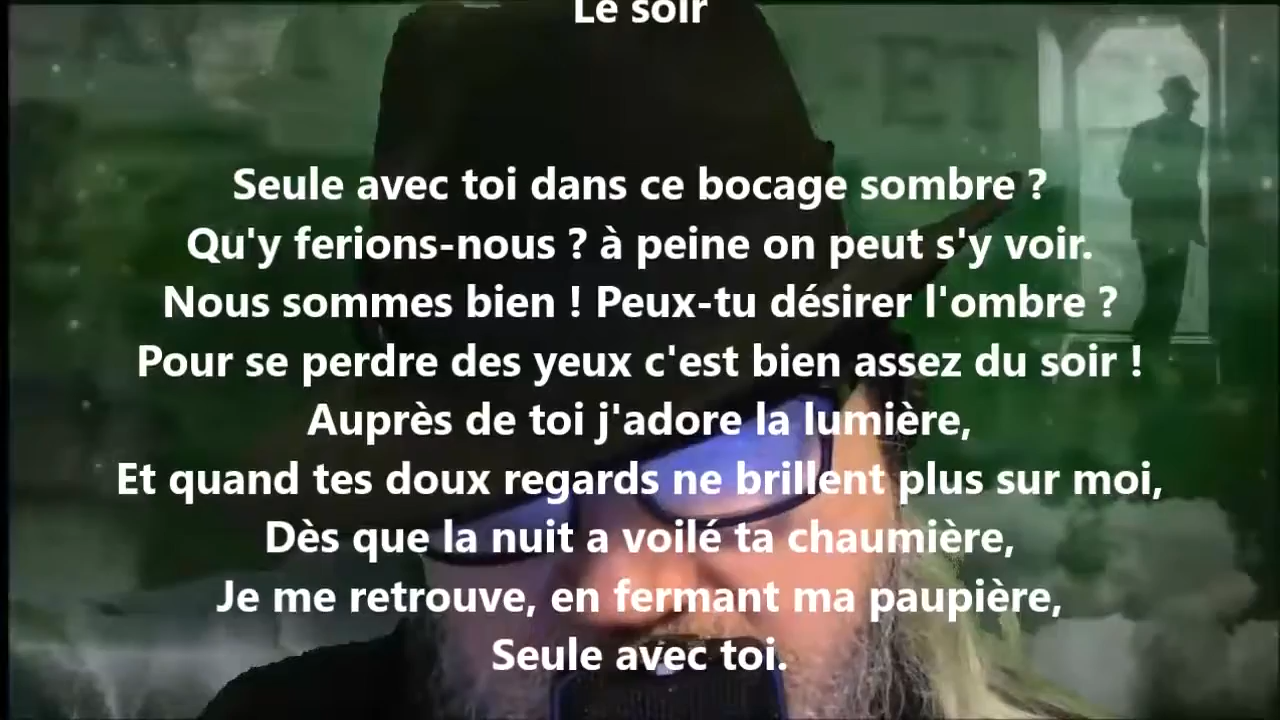 Le soir
Seule avec toi dans ce bocage sombre ?
Qu'y ferions-nous ? à peine on peut s'y voir.
Nous sommes bien ! Peux-tu désirer l'ombre ?
Pour se perdre des yeux c'est bien assez du soir !
Auprès de toi j'adore la lumière,
Et quand tes doux regards ne brillent plus sur moi,
Dès que la nuit a voilé ta chaumière,
Je me retrouve, en fermant ma paupière,
Seule avec toi.